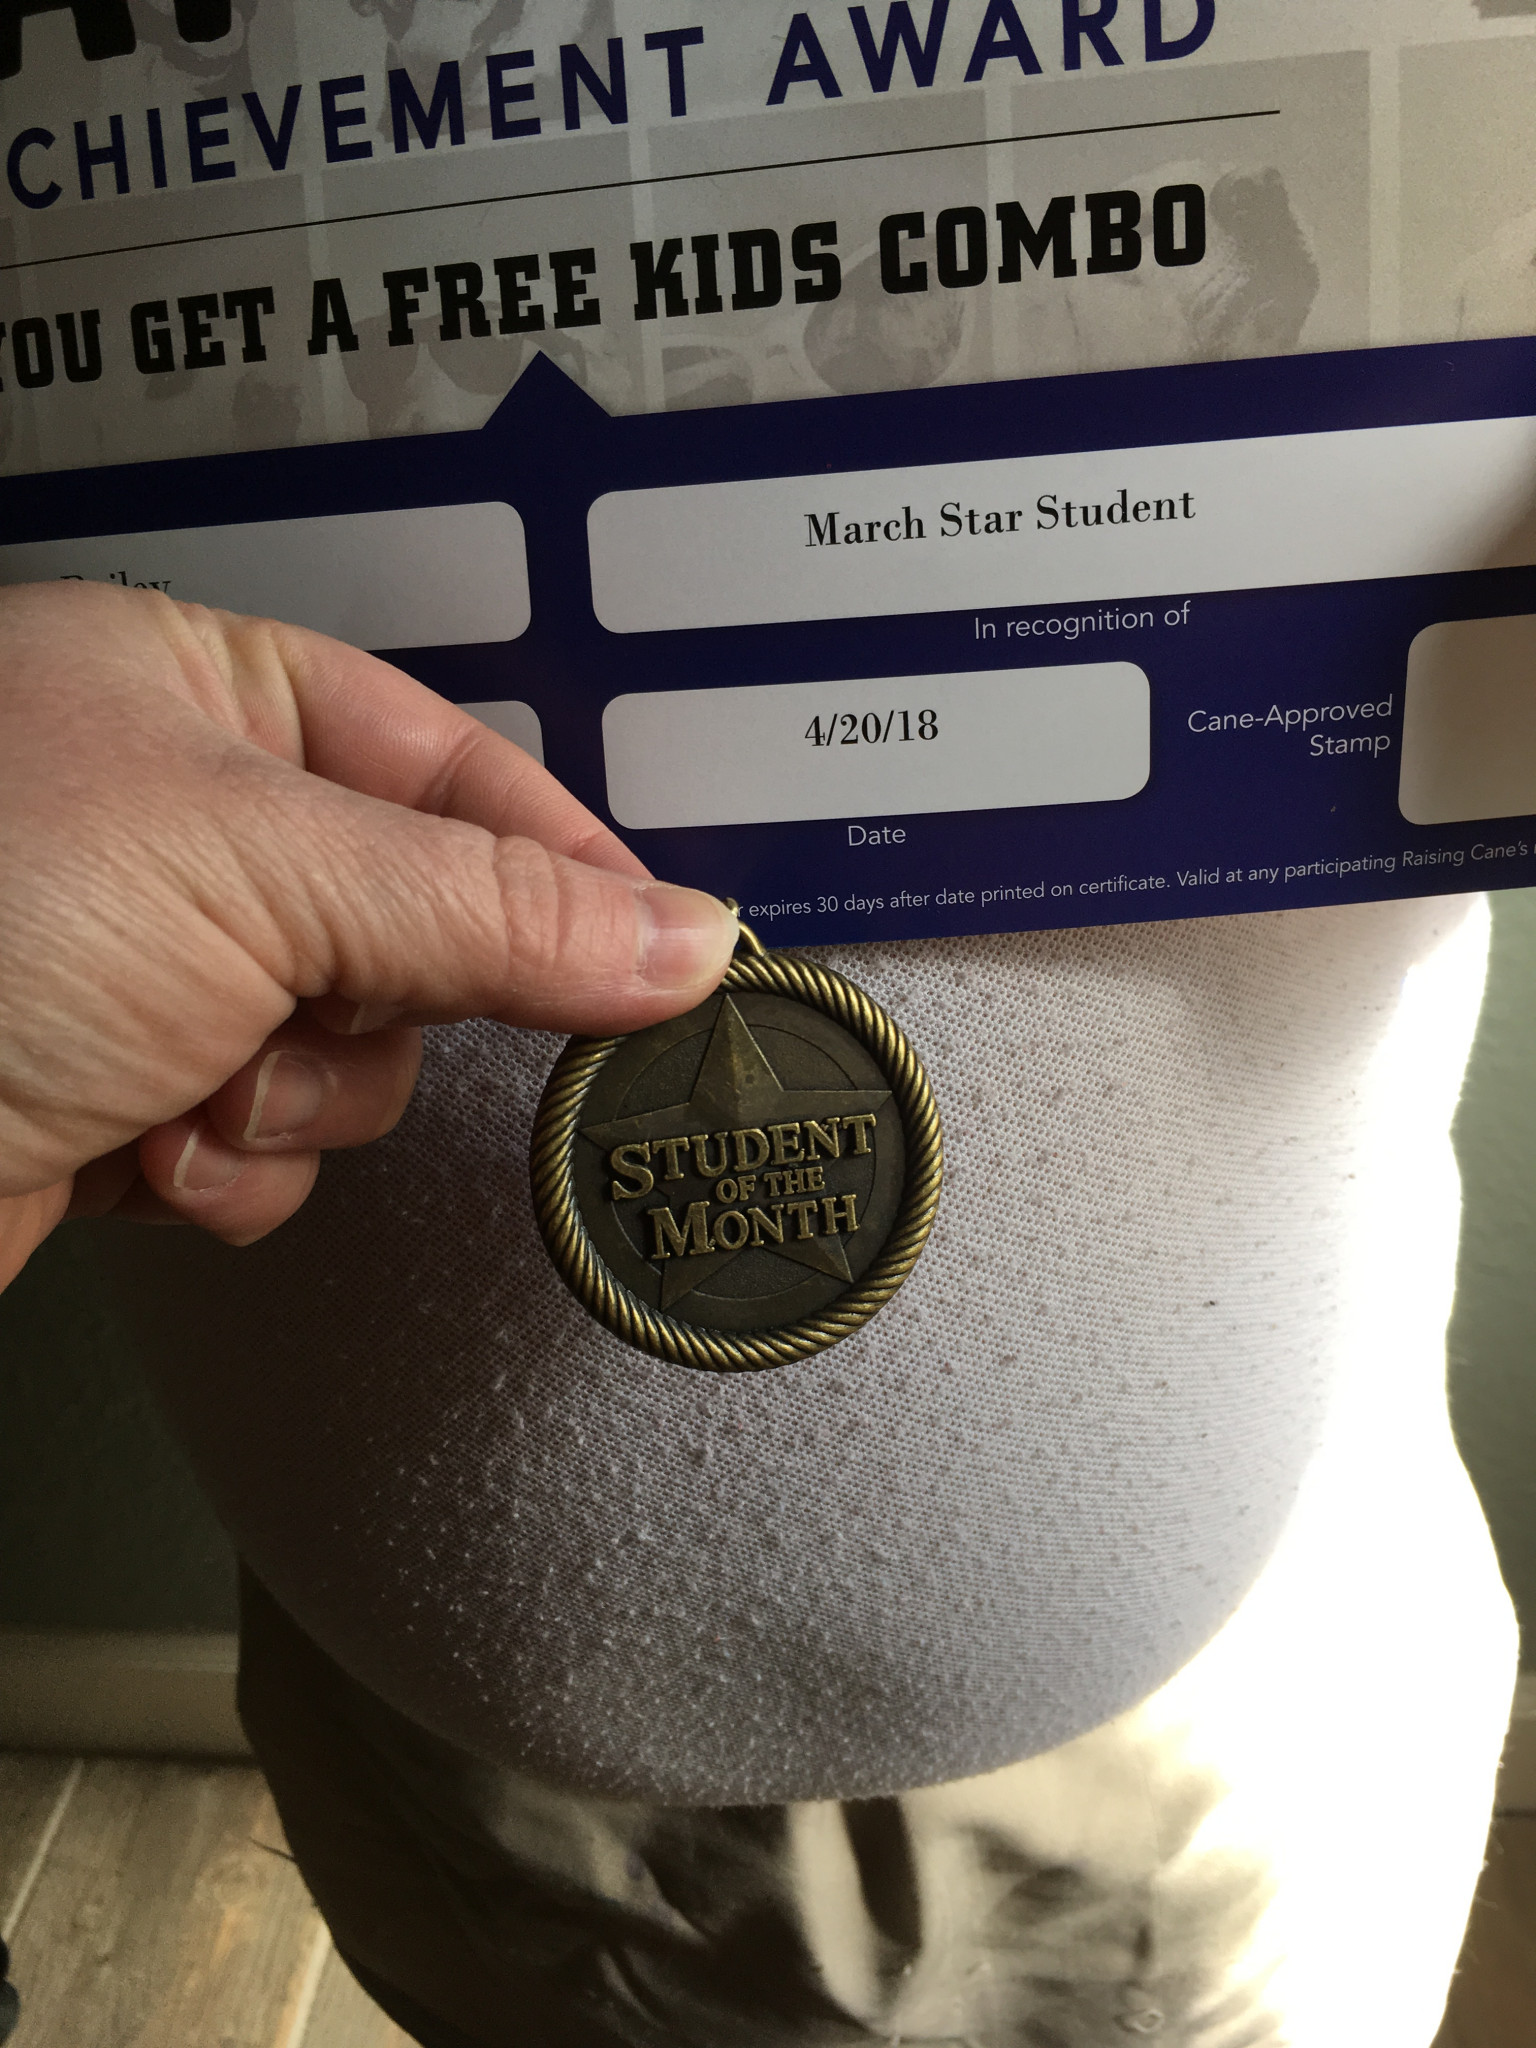 CHIEVEMENT AWARD
YOU GET A FREE KIDS COMBO
March Star Student
In recognition of
4/20/18
Date
Cane-Approved
Stamp
expires 30 days after date printed on certificate. Valid at any participating Raising Cane's
STUDENT
OF THE
MONTH